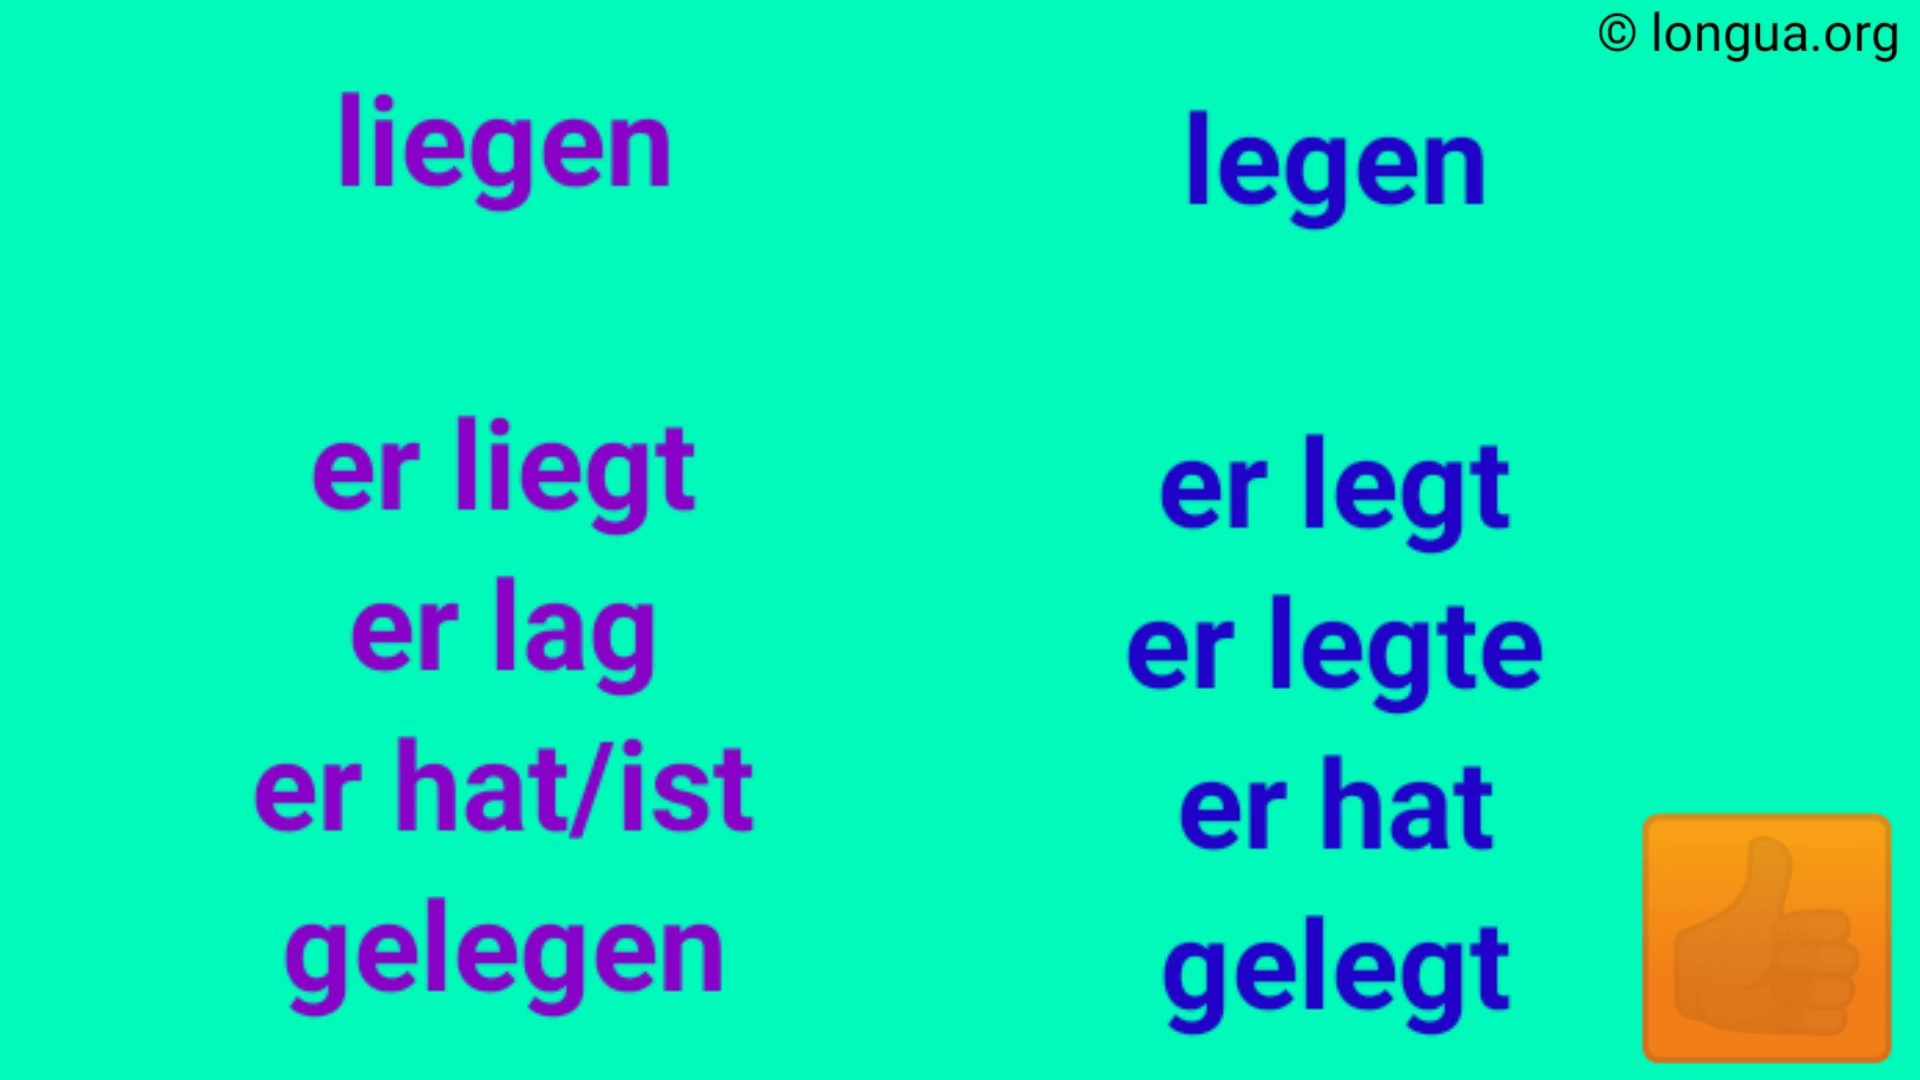 © longua.org
liegen
er liegt
er lag
er hat/ist
gelegen
legen
er legt
er legte
er hat
gelegt